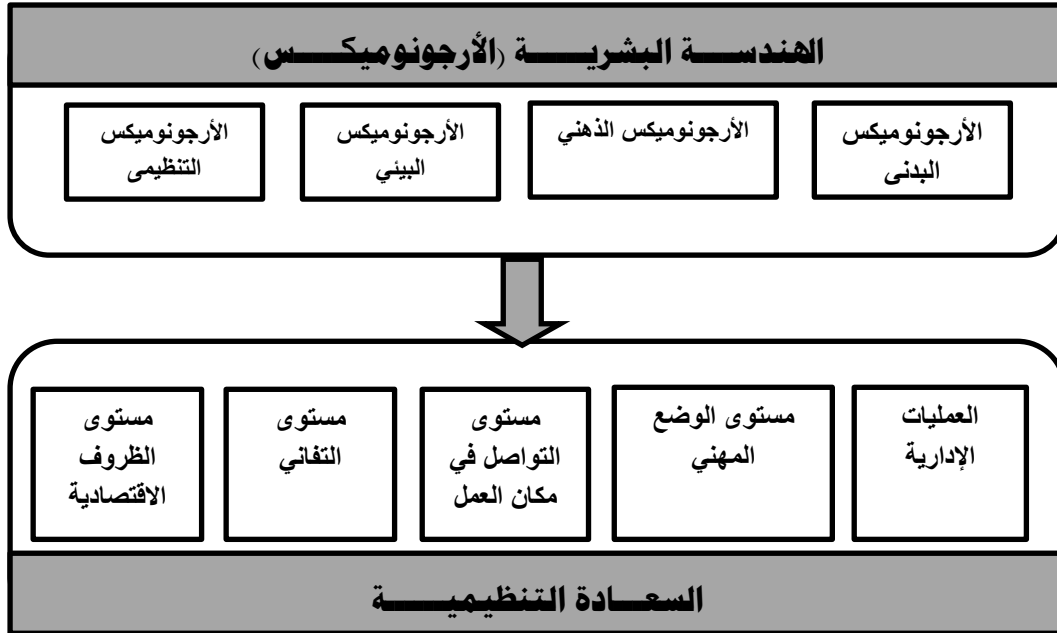 الهندسة البشرية (الأرجونوميكس)
الأرجونوميكس
البدنى
الأرجونوميكس الذهني
الأرجونوميكس
البيئي
الأرجونوميكس
التنظيمى
العمليات
الإدارية
مستوى الوضع
المهني
مستوى
التواصل في
مكان العمل
مستوى
التفاني
مستوى
الظروف
الاقتصادية
السعادة التنظيمية